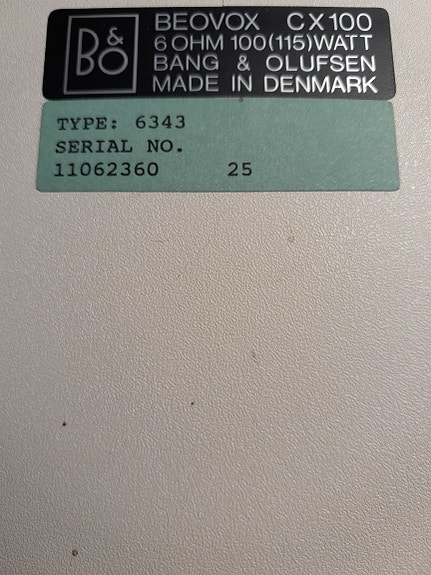 B&O
BEOVOX CX100
6 OHM 100(115)WATT
BANG & OLUFSEN
MADE IN DENMARK
TYPE: 6343
SERIAL NO.
11062360 25